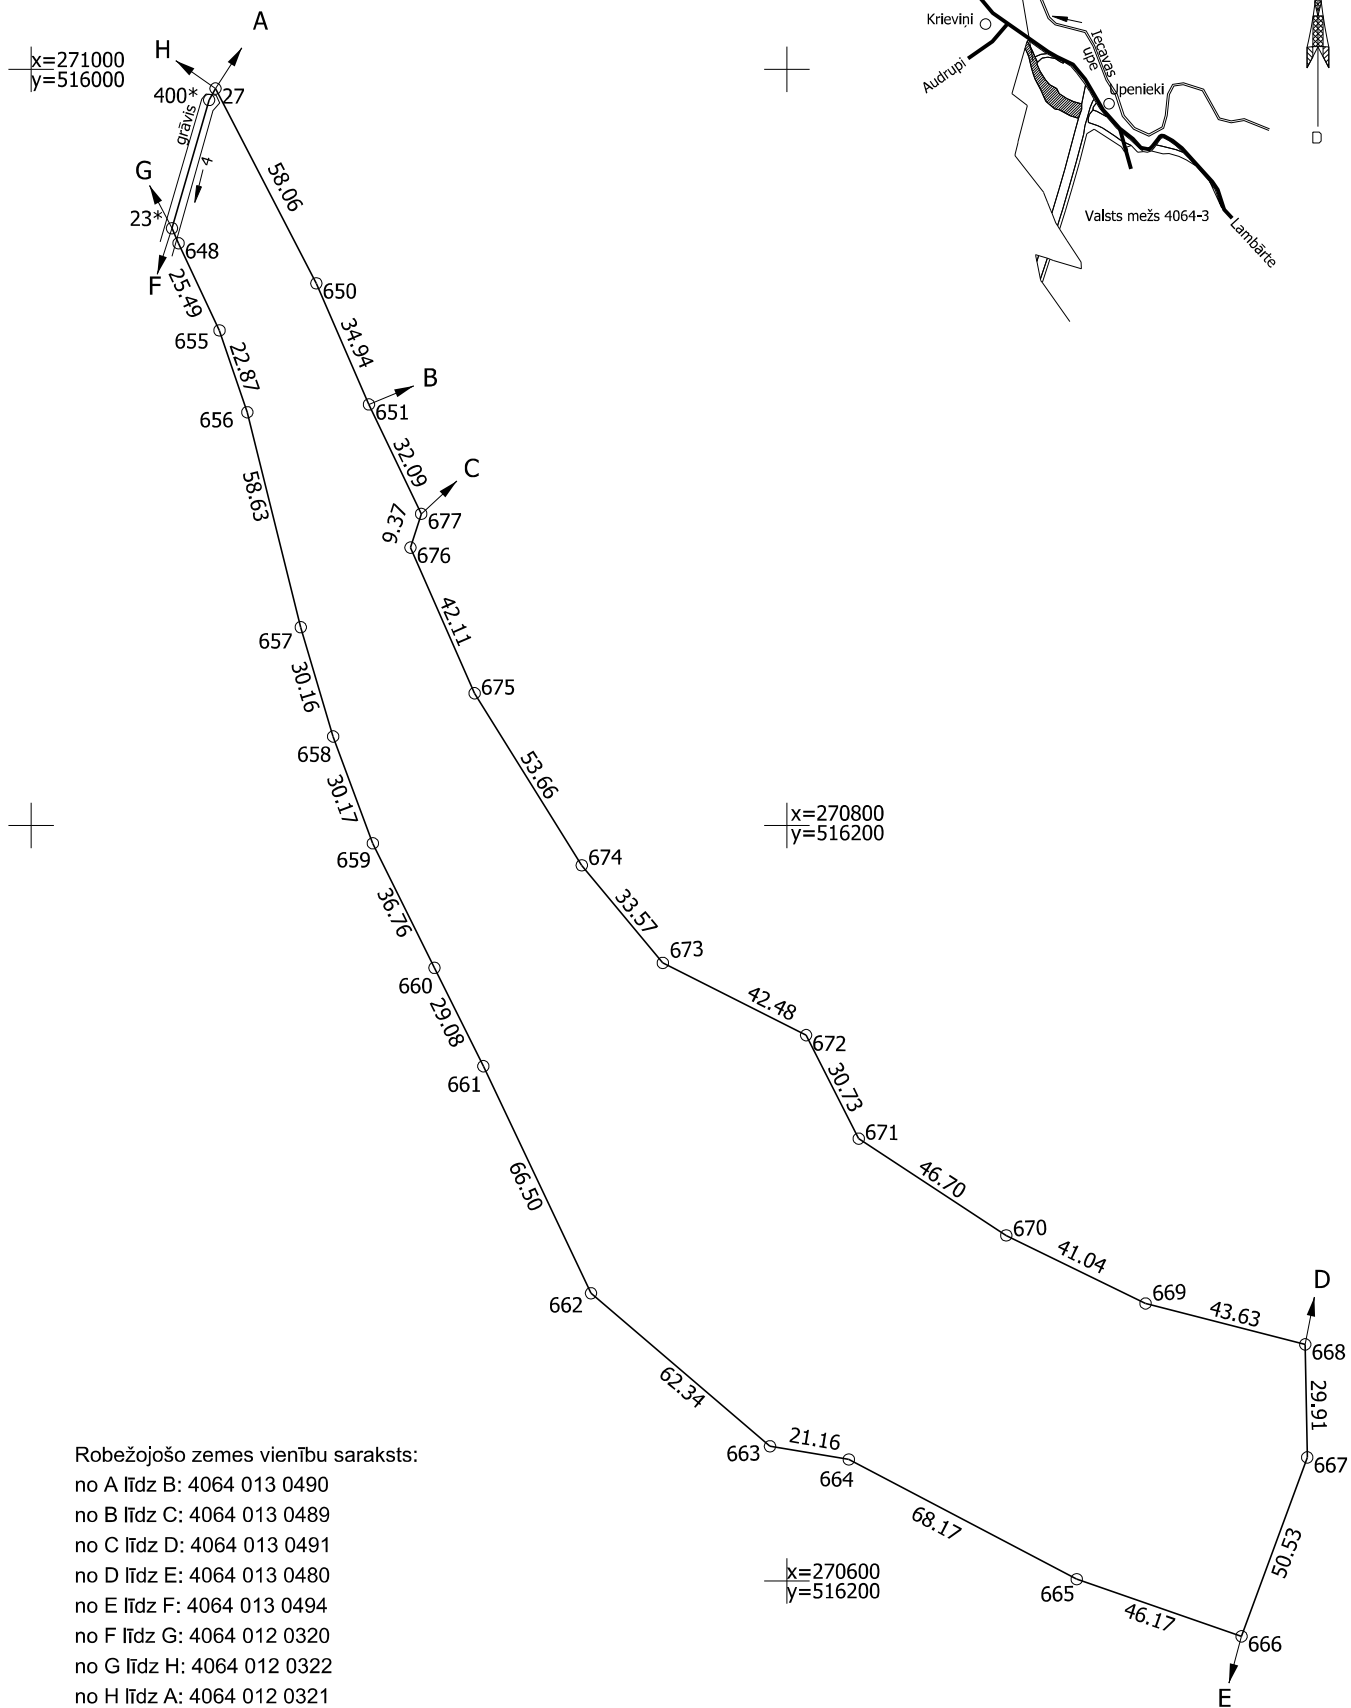 A
H
x=271000
y=516000
400*
27
grāvis
4
G
23*
648
F
25.49
58.06
650
34.94
655
22.87
656
651
B
32.09
C
677
9.37
676
58.63
42.11
657
675
30.16
658
53.66
30.17
659
674
36.76
33.57
660
673
29.08
42.48
661
672
30.73
671
66.50
46.70
670
41.04
662
669
D
43.63
668
62.34
29.91
663
21.16
664
667
68.17
50.53
665
46.17
666
E
x=270800
y=516200
x=270600
y=516200
Krieviņi
Audrupi
Iecavas
upe
Upenieki
Valsts mežs 4064-3
Lambārte
D
Robežojošo zemes vienību saraksts:
no A līdz B: 4064 013 0490
no B līdz C: 4064 013 0489
no C līdz D: 4064 013 0491
no D līdz E: 4064 013 0480
no E līdz F: 4064 013 0494
no F līdz G: 4064 012 0320
no G līdz H: 4064 012 0322
no H līdz A: 4064 012 0321